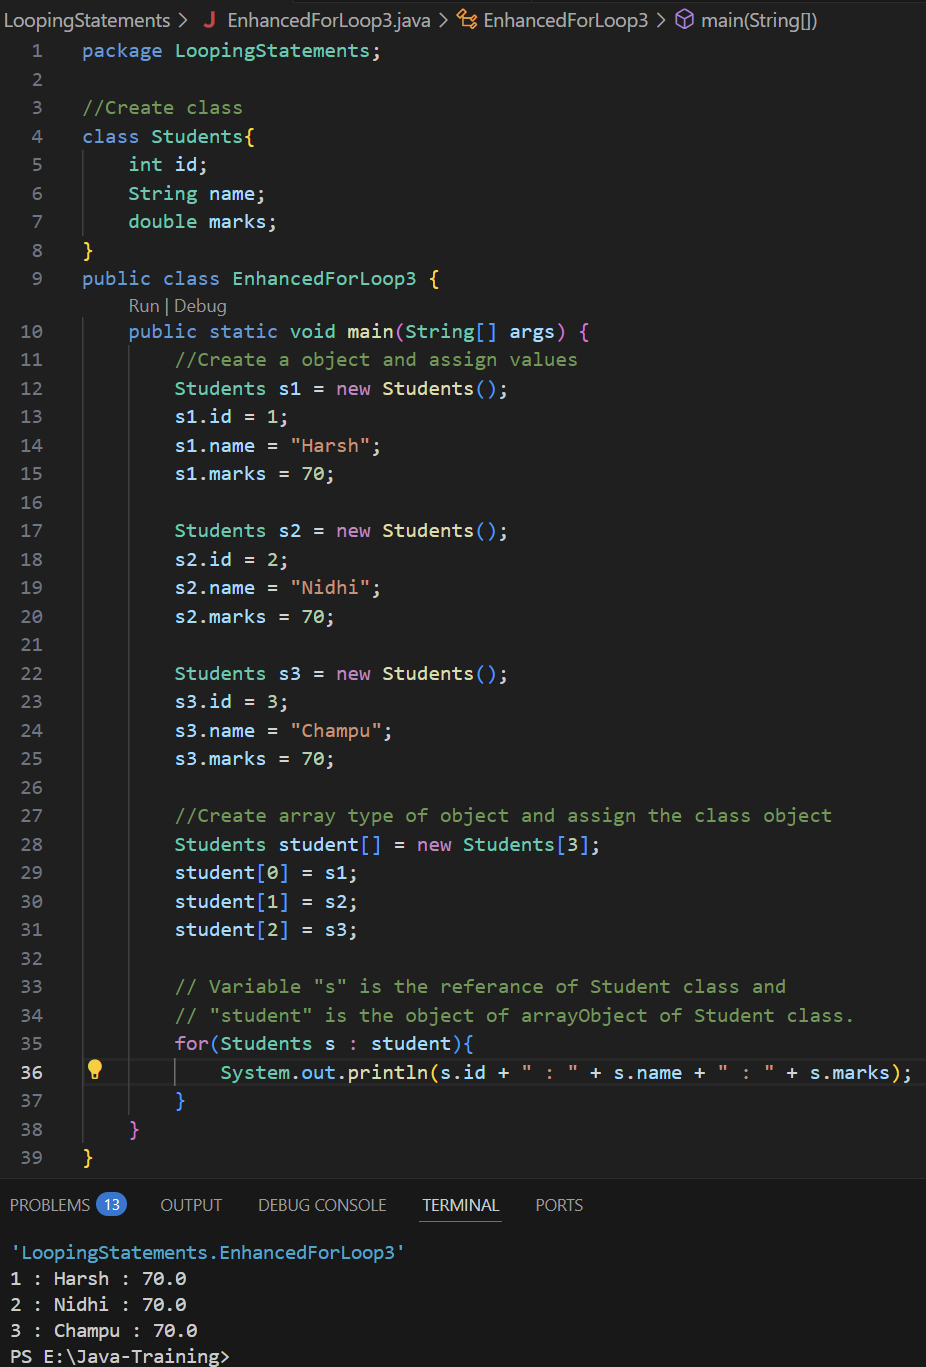 LoopingStatements > J EnhancedForLoop3.java > EnhancedForLoop3 > main(String[])
1 package LoopingStatements;
2
3 //Create class
4 class Students{
5     int id;
6     String name;
7     double marks;
8 }
9 public class EnhancedForLoop3 {
Run | Debug
10     public static void main(String[] args) {
11         //Create a object and assign values
12         Students s1 = new Students();
13         s1.id = 1;
14         s1.name = "Harsh";
15         s1.marks = 70;
16
17         Students s2 = new Students();
18         s2.id = 2;
19         s2.name = "Nidhi";
20         s2.marks = 70;
21
22         Students s3 = new Students();
23         s3.id = 3;
24         s3.name = "Champu";
25         s3.marks = 70;
26
27         //Create array type of object and assign the class object
28         Students student[] = new Students[3];
29         student[0] = s1;
30         student[1] = s2;
31         student[2] = s3;
32
33         // Variable "s" is the referance of Student class and
34         // "student" is the object of arrayObject of Student class.
35         for(Students s : student){
36             System.out.println(s.id + " : " + s.name + " : " + s.marks);
37         }
38     }
39 }
PROBLEMS 13 OUTPUT DEBUG CONSOLE TERMINAL PORTS
'LoopingStatements.EnhancedForLoop3'
1 : Harsh : 70.0
2 : Nidhi : 70.0
3 : Champu : 70.0
PS E:\Java-Training>